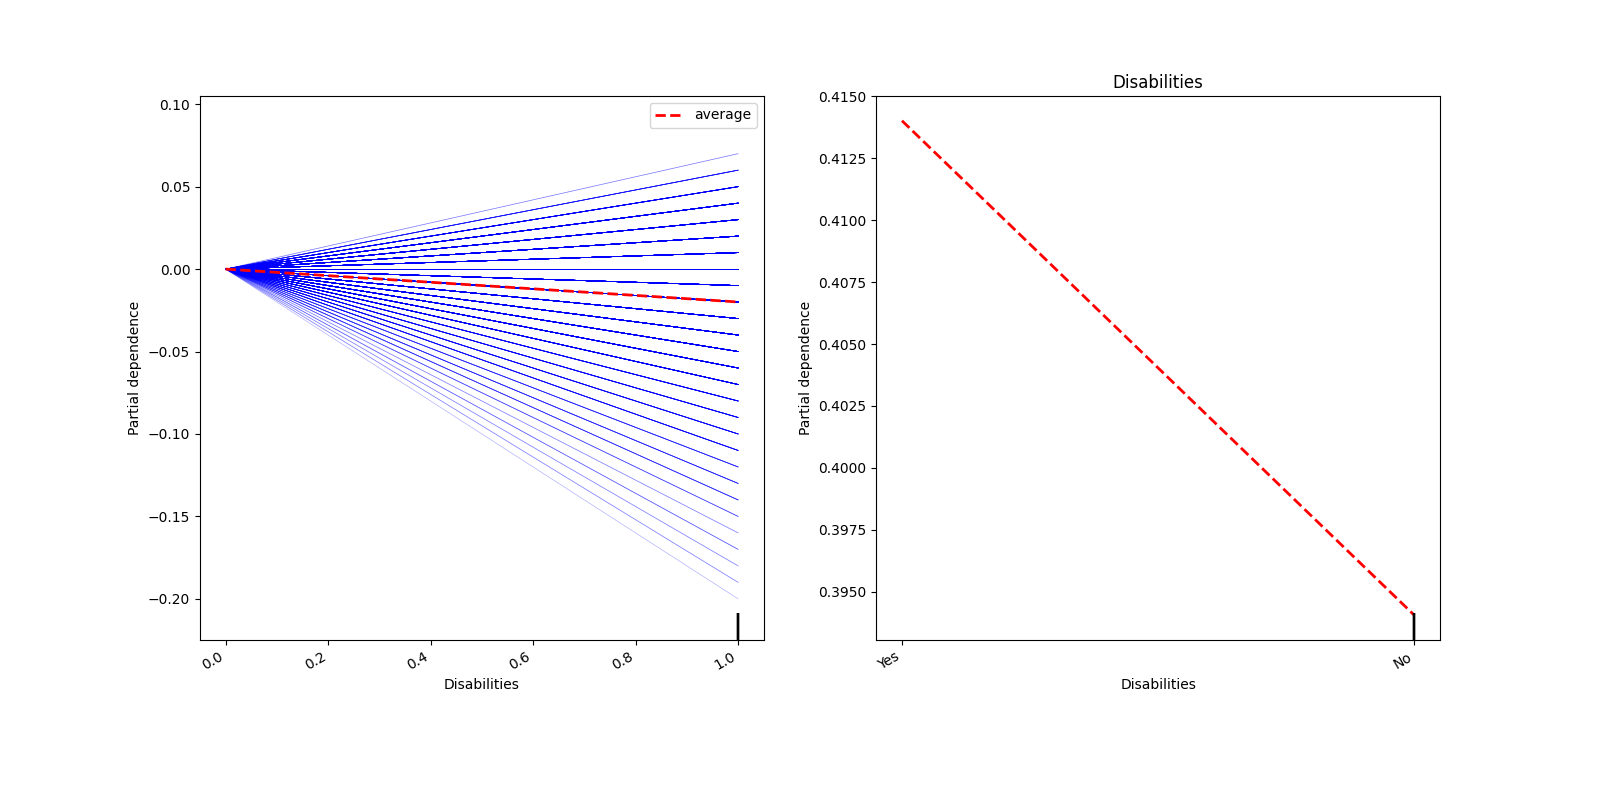 Disabilities
average
0.10
0.05
0.00
−0.05
−0.10
−0.15
−0.20
Partial dependence
0.0
0.2
0.4
0.6
0.8
1.0
Disabilities
0.4150
0.4125
0.4100
0.4075
0.4050
0.4025
0.4000
0.3975
0.3950
Partial dependence
Yes
No
Disabilities